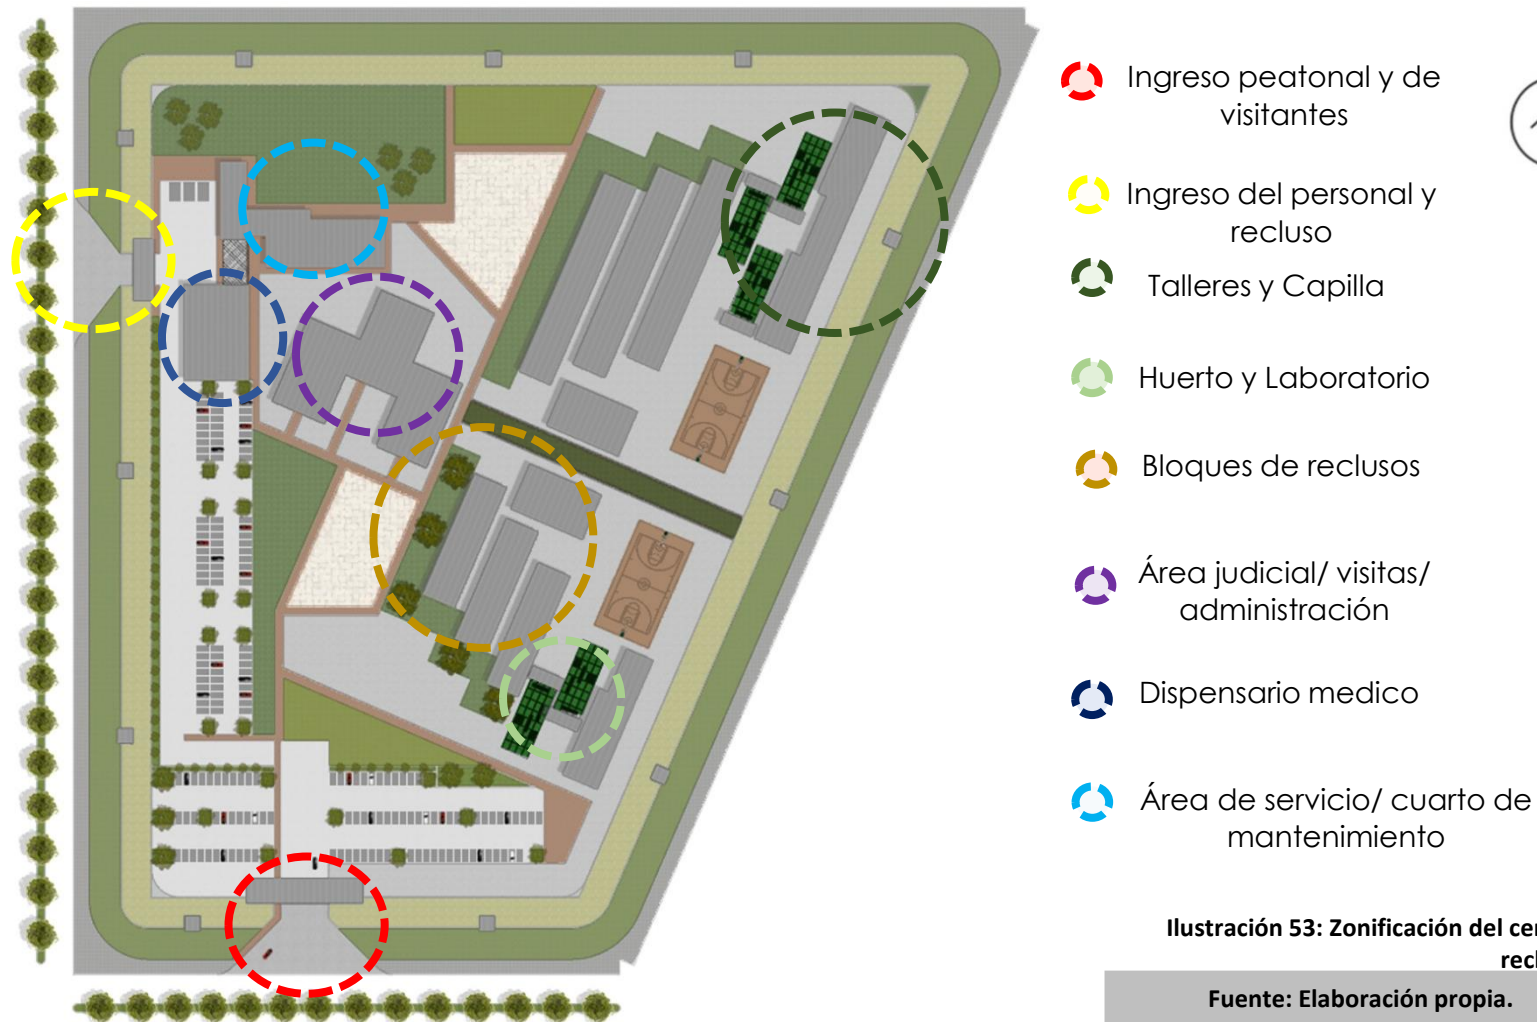 Ingreso peatonal y de
visitantes
Ingreso del personal y
recluso
Talleres y Capilla
Huerto y Laboratorio
Bloques de reclusos
Área judicial/ visitas/
administración
Dispensario medico
Área de servicio/ cuarto de
mantenimiento
Ilustración 53: Zonificación del
Fuente: Elaboración propia.